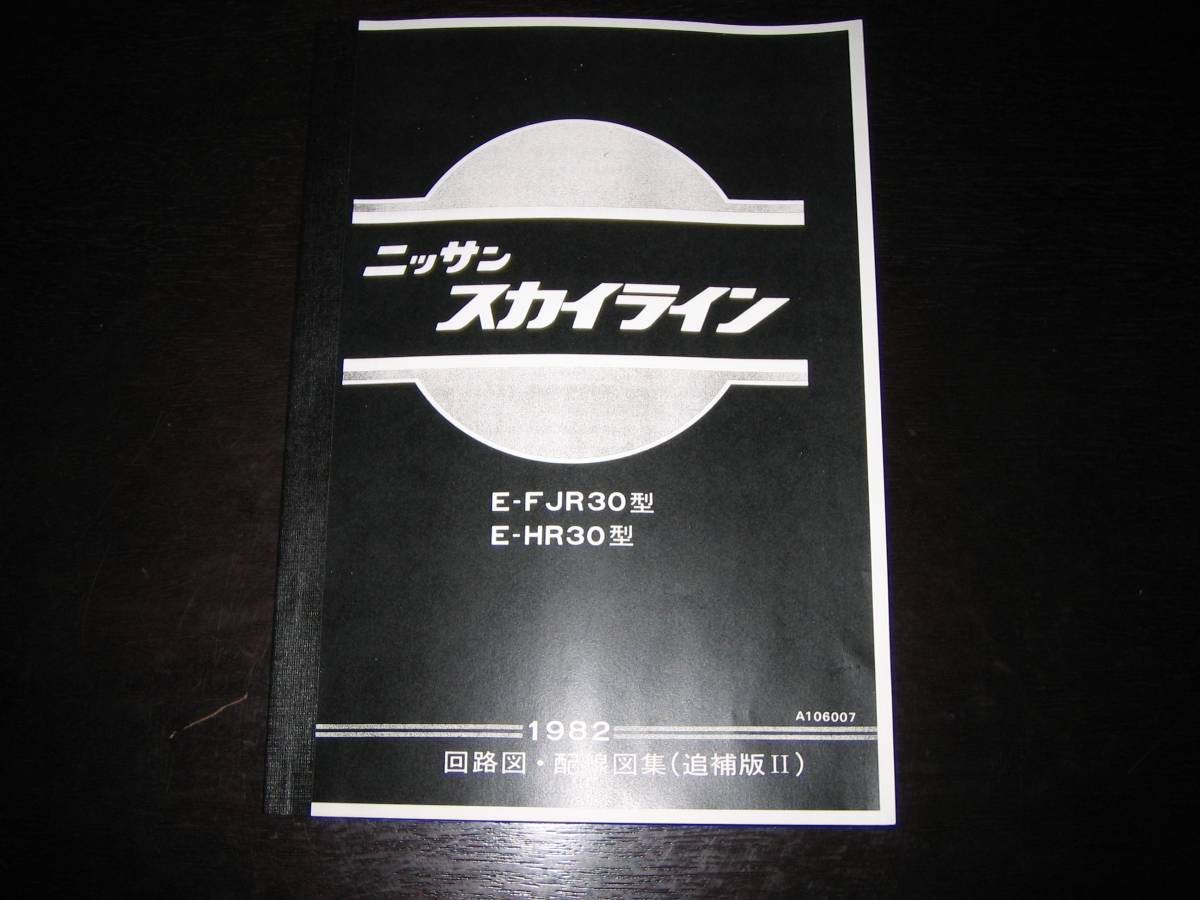 ニッサン
スカイライン
E-FJR30型
E-HR30型
A106007
1982
回路図・配線図集(追補版II)